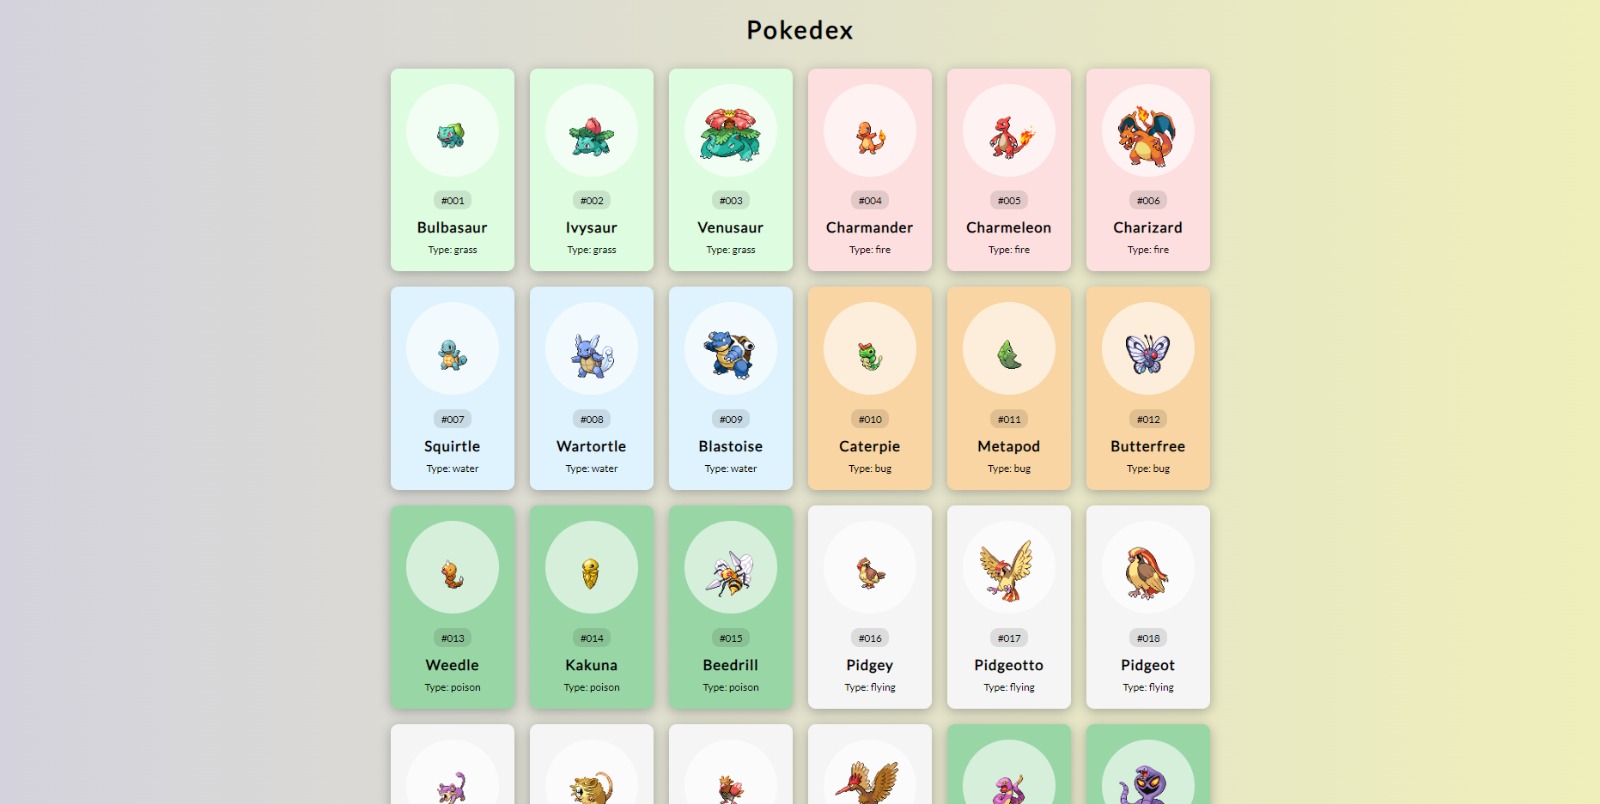 Pokedex
#001
Bulbasaur
Type: grass
#002
Ivysaur
Type: grass
#003
Venusaur
Type: grass
#004
Charmander
Type: fire
#005
Charmeleon
Type: fire
#006
Charizard
Type: fire
#007
Squirtle
Type: water
#008
Wartortle
Type: water
#009
Blastoise
Type: water
#010
Caterpie
Type: bug
#011
Metapod
Type: bug
#012
Butterfree
Type: bug
#013
Weedle
Type: poison
#014
Kakuna
Type: poison
#015
Beedrill
Type: poison
#016
Pidgey
Type: flying
#017
Pidgeotto
Type: flying
#018
Pidgeot
Type: flying